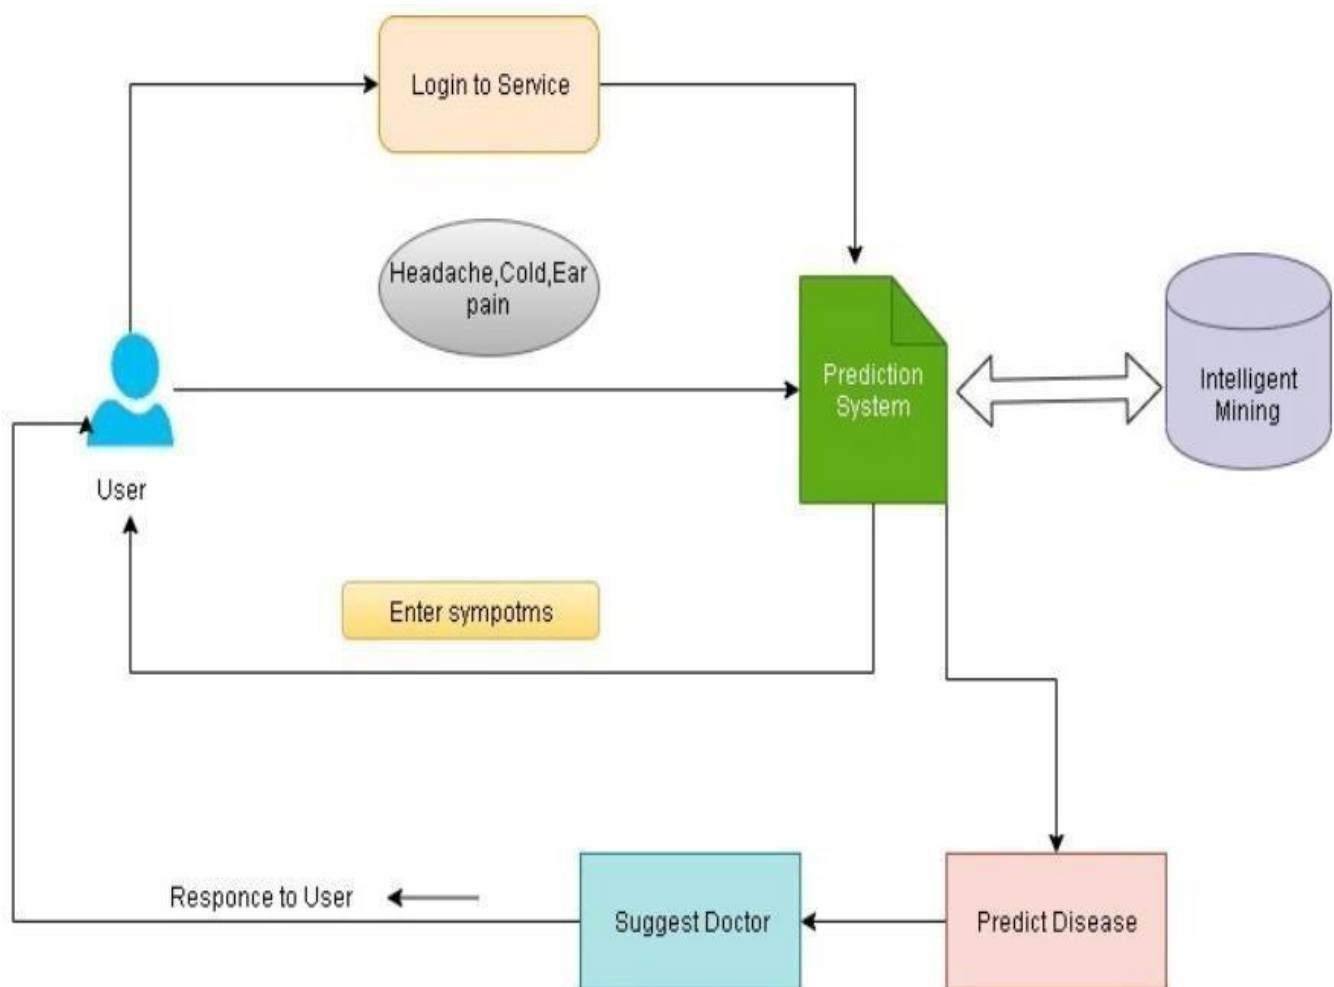 Login to Service
Headache,Cold,Ear
pain
Prediction
System
Intelligent
Mining
User
Enter sympotms
Responce to User
Suggest Doctor
Predict Disease